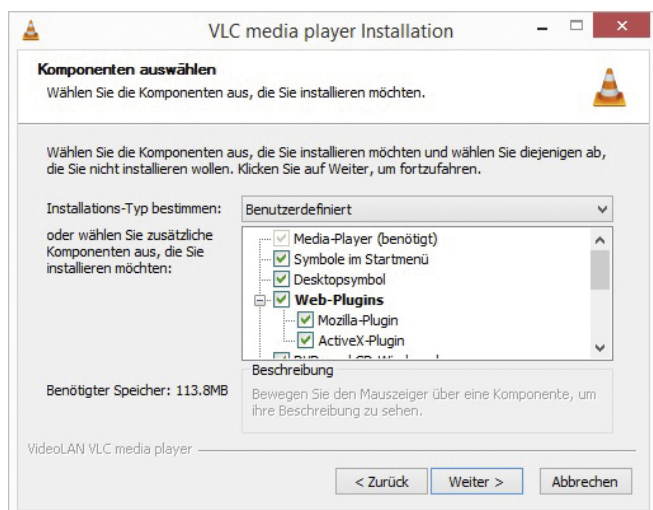 VLC media player Installation
Komponenten auswählen
Wählen Sie die Komponenten aus, die Sie installieren möchten.
Wählen Sie die Komponenten aus, die Sie installieren möchten und wählen Sie diejenigen ab,
die Sie nicht installieren wollen. Klicken Sie auf Weiter, um fortzufahren.
Installations-Typ bestimmen:
Benutzerdefiniert
oder wählen Sie zusätzliche
Komponenten aus, die Sie
installieren möchten:
Media-Player (benötigt)
Symbole im Startmenü
Desktopsymbol
Web-Plugins
Mozilla-Plugin
ActiveX-Plugin
Benötigter Speicher: 113.8MB
Beschreibung
Bewegen Sie den Mauszeiger über eine Komponente, um
ihre Beschreibung zu sehen.
VideoLAN VLC media player
< Zurück
Weiter >
Abbrechen